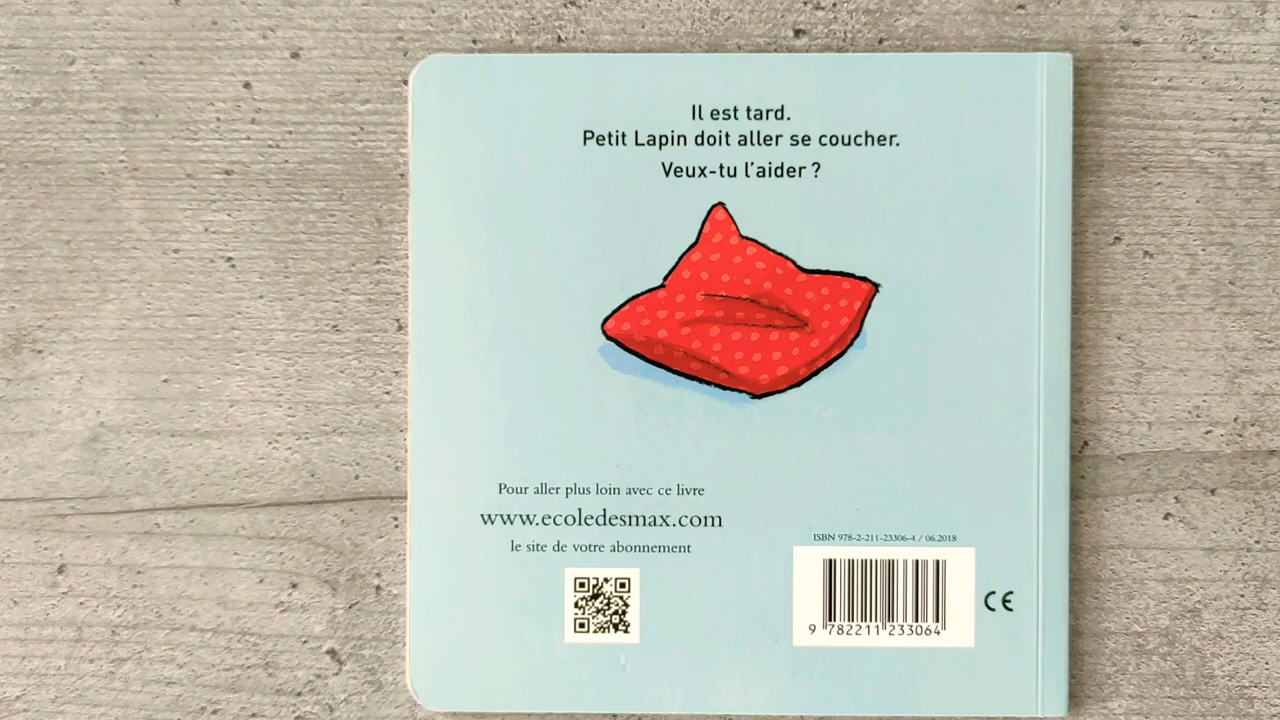 Il est tard.
Petit Lapin doit aller se coucher.
Veux-tu l'aider ?
Pour aller plus loin avec ce livre
www.ecoledesmax.com
le site de votre abonnement
ISBN 978-2-211-23306-4 / 06.2018
9 782211 233064
CE